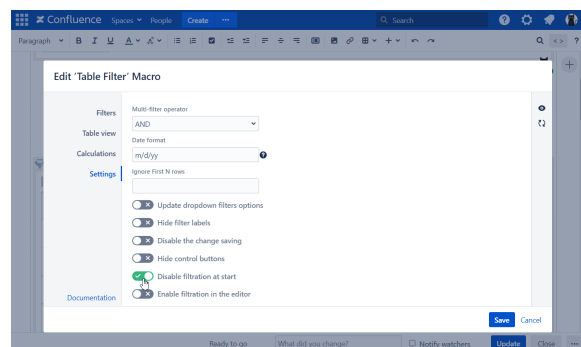 Confluence Spaces People Create ··· Search ?
Paragraph B I U A ?
Edit 'Table Filter' Macro
Filters
Table view
Calculations
Settings
Documentation
Multi-filter operator
AND
Date format
m/d/yy ?
Ignore First N rows
Update dropdown filters options
Hide filter labels
Disable the change saving
Hide control buttons
Disable filtration at start
Enable filtration in the editor
Save Cancel
Ready to go What did you change? Notify watchers Update Close ···